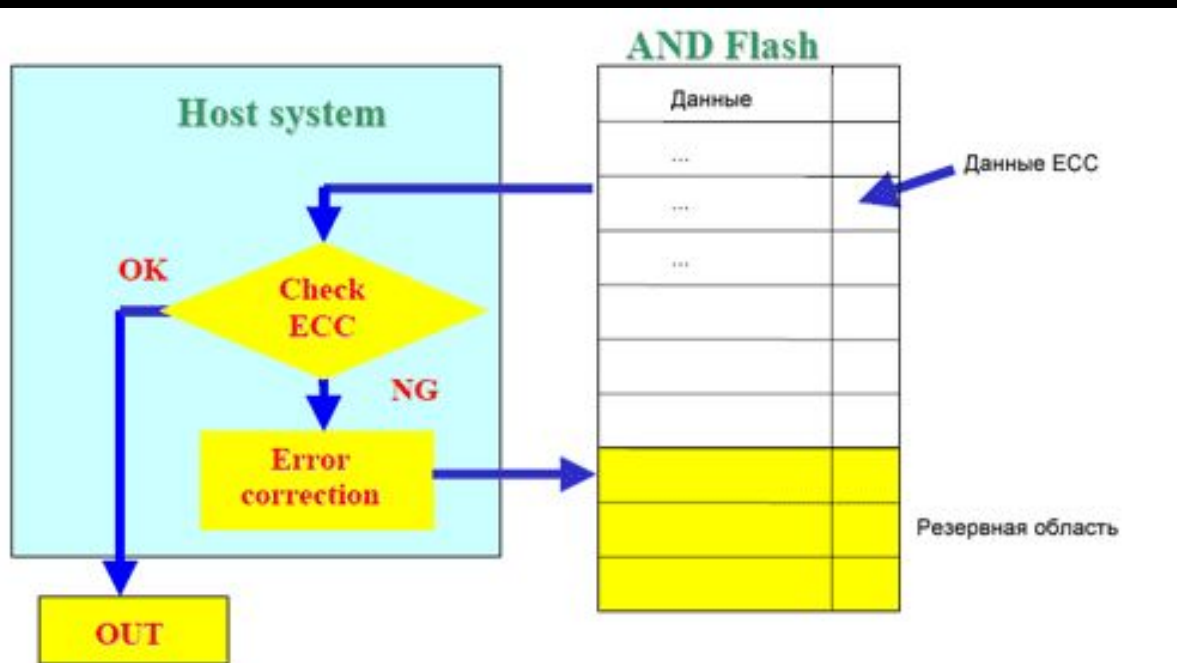 AND Flash
Host system
Данные
...
Данные ECC
...
...
OK
Check
ECC
NG
Error
correction
Резервная область
OUT